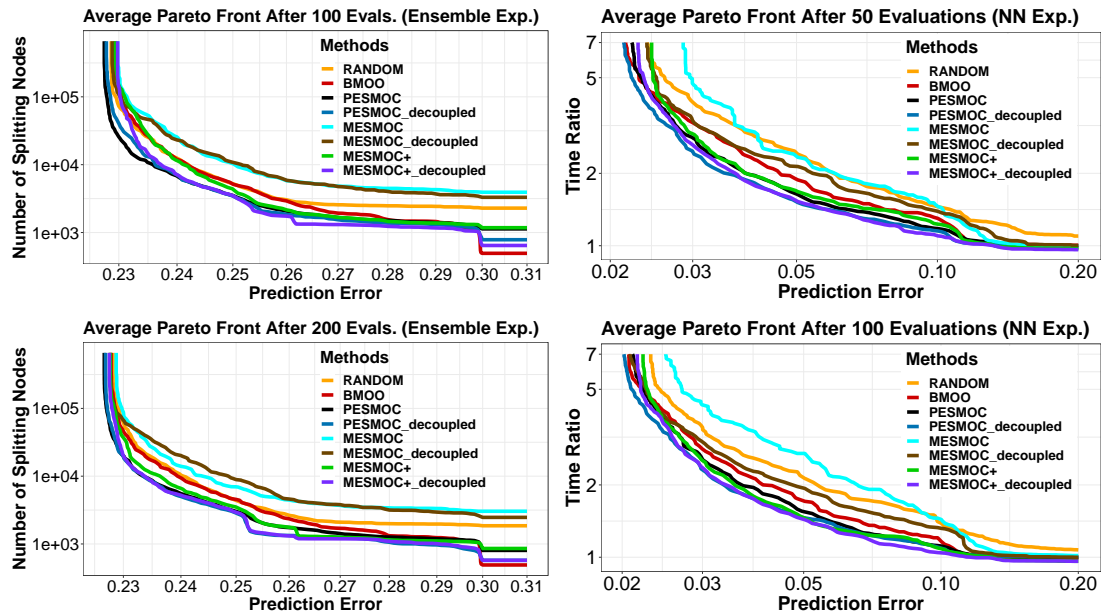 Average Pareto Front After 100 Evals. (Ensemble Exp.)
Number of Splitting Nodes
1e+05
1e+04
1e+03
Methods
RANDOM
BMOO
PESMOC
PESMOC_decoupled
MESMOC
MESMOC_decoupled
MESMOC+
MESMOC+_decoupled
0.23 0.24 0.25 0.26 0.27 0.28 0.29 0.30 0.31
Prediction Error
Average Pareto Front After 50 Evaluations (NN Exp.)
Time Ratio
7
5
2
1
Methods
RANDOM
BMOO
PESMOC
PESMOC_decoupled
MESMOC
MESMOC_decoupled
MESMOC+
MESMOC+_decoupled
0.02 0.03 0.05 0.10 0.20
Prediction Error
Average Pareto Front After 200 Evals. (Ensemble Exp.)
Number of Splitting Nodes
1e+05
1e+04
1e+03
Methods
RANDOM
BMOO
PESMOC
PESMOC_decoupled
MESMOC
MESMOC_decoupled
MESMOC+
MESMOC+_decoupled
0.23 0.24 0.25 0.26 0.27 0.28 0.29 0.30 0.31
Prediction Error
Average Pareto Front After 100 Evaluations (NN Exp.)
Time Ratio
7
5
2
1
Methods
RANDOM
BMOO
PESMOC
PESMOC_decoupled
MESMOC
MESMOC_decoupled
MESMOC+
MESMOC+_decoupled
0.02 0.03 0.05 0.10 0.20
Prediction Error